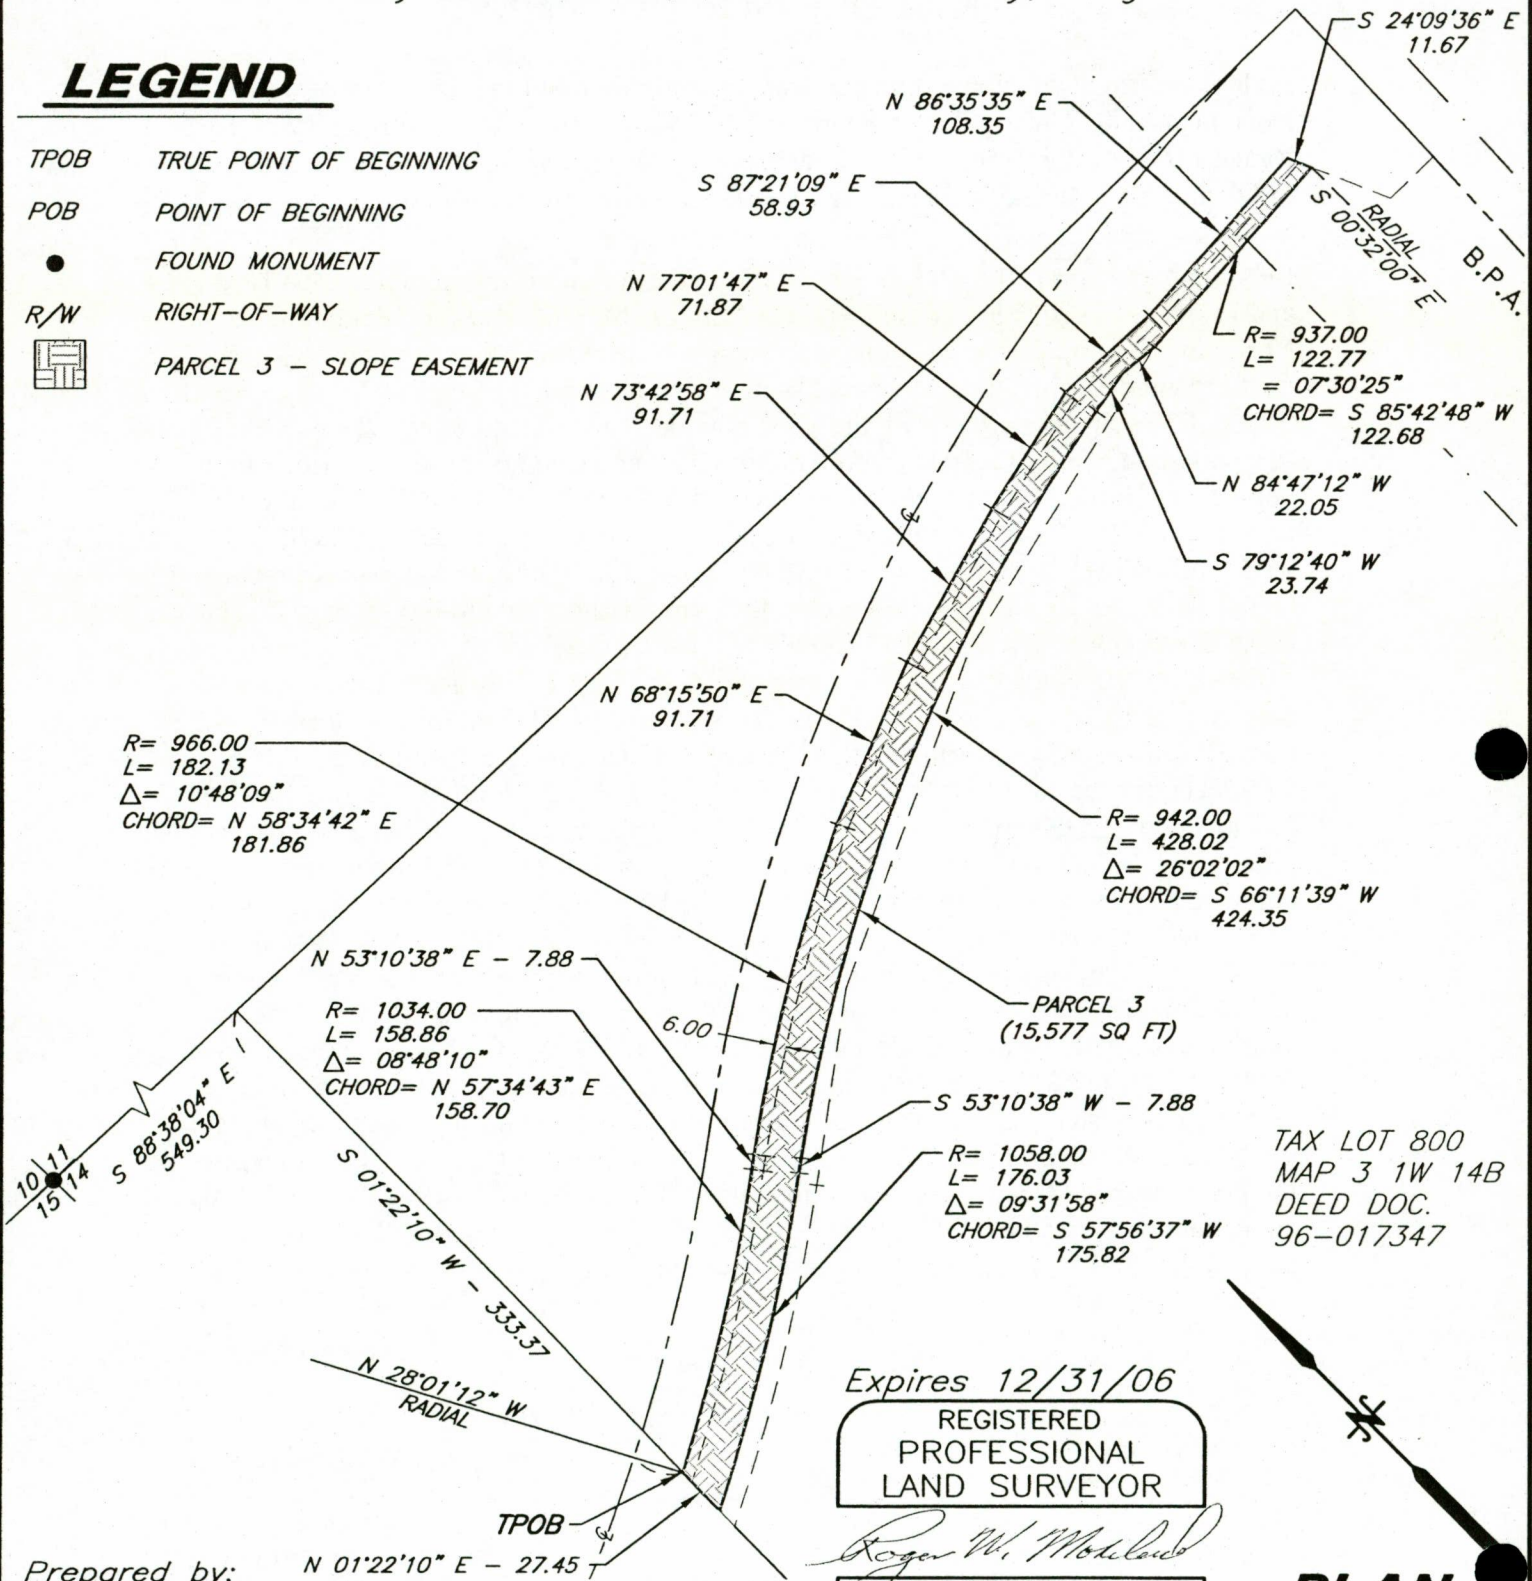 S 24°09'36" E
11.67
LEGEND
N 86°35'35" E
108.35
TPOB TRUE POINT OF BEGINNING
S 87°21'09" E
58.93
POB POINT OF BEGINNING
RADIAL
S 00°32'00" E
B.P.A.
FOUND MONUMENT
N 77°01'47" E
71.87
R/W RIGHT-OF-WAY
R= 937.00
L= 122.77
= 07°30'25"
CHORD= S 85°42'48" W
122.68
PARCEL 3 - SLOPE EASEMENT
N 73°42'58" E
91.71
N 84°47'12" W
22.05
S 79°12'40" W
23.74
N 68°15'50" E
91.71
R= 966.00
L= 182.13
Δ= 10°48'09"
CHORD= N 58°34'42" E
181.86
R= 942.00
L= 428.02
Δ= 26°02'02"
CHORD= S 66°11'39" W
424.35
N 53°10'38" E - 7.88
PARCEL 3
(15,577 SQ FT)
R= 1034.00
L= 158.86
Δ= 08°48'10"
CHORD= N 57°34'43" E
158.70
6.00
S 53°10'38" W - 7.88
S 88°38'04" E
549.30
10 11
15 14
R= 1058.00
L= 176.03
Δ= 09°31'58"
CHORD= S 57°56'37" W
175.82
TAX LOT 800
MAP 3 1W 14B
DEED DOC.
96-017347
S 01°22'10" W - 333.37
N 28°01'12" W
RADIAL
Expires 12/31/06
REGISTERED
PROFESSIONAL
LAND SURVEYOR
N
TPOB
Roger W.
Prepared by:
N 01°22'10" E - 27.45
PLAN